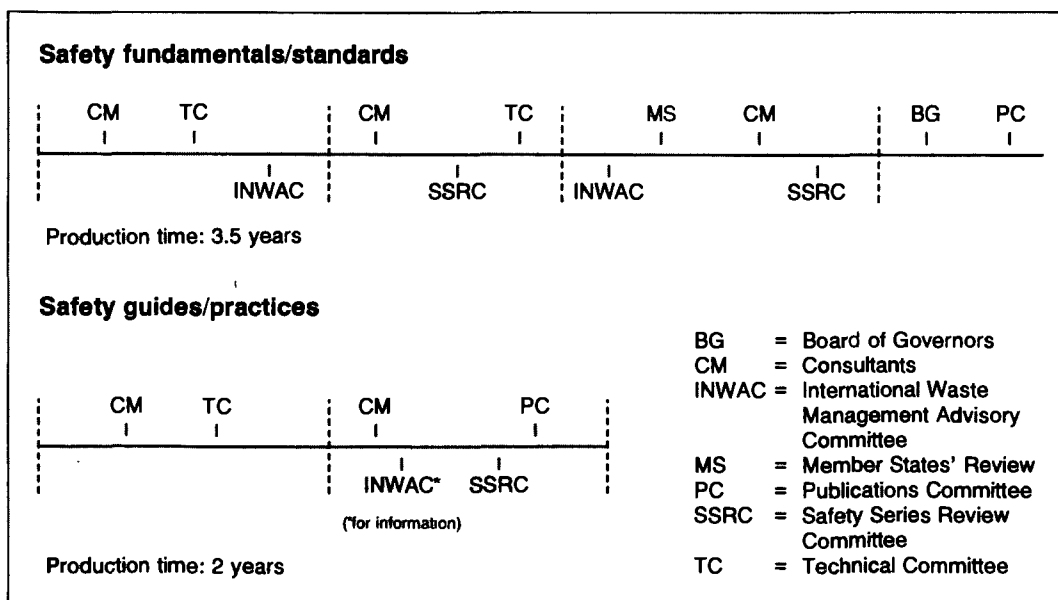 Safety fundamentals/standards
CM TC CM TC MS CM BG PC
INWAC SSRC INWAC SSRC
Production time: 3.5 years
Safety guides/practices
CM TC CM PC
INWAC* SSRC
(*for information)
Production time: 2 years
BG = Board of Governors
CM = Consultants
INWAC = International Waste
Management Advisory
Committee
MS = Member States' Review
PC = Publications Committee
SSRC = Safety Series Review
Committee
TC = Technical Committee